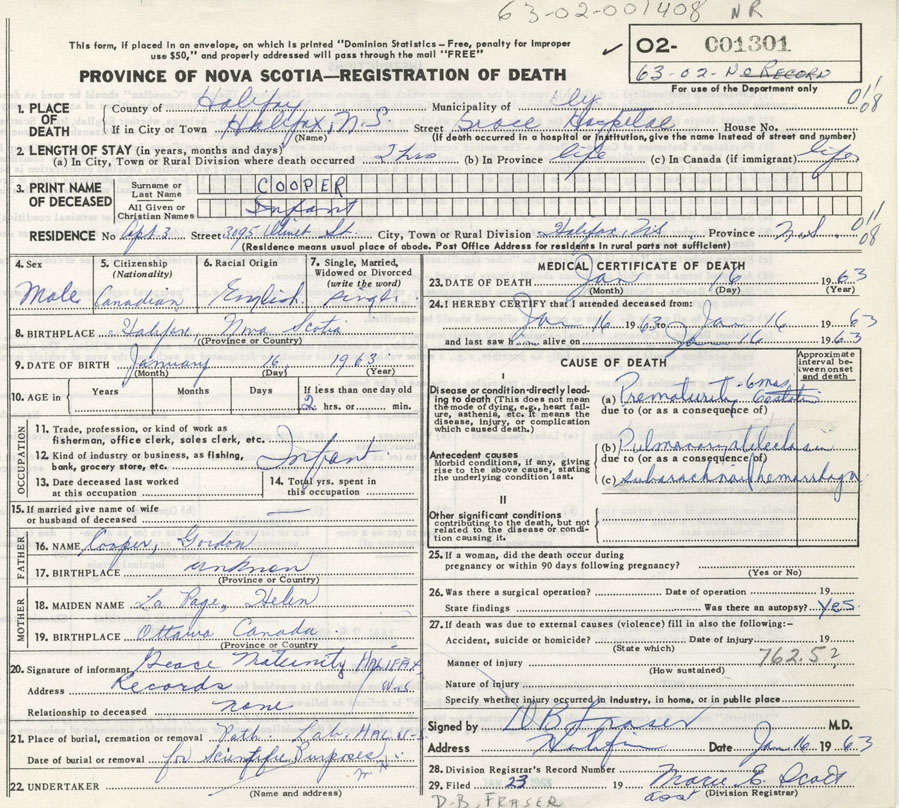 63-02-001408 NR
This form, if placed in an envelope, on which is printed "Dominion Statistics–Free, penalty for improper
use $50," and properly addressed will pass through the mail "FREE"
02- C01301
63-02- No RECORD
For use of the Department only
PROVINCE OF NOVA SCOTIA—REGISTRATION OF DEATH
1. PLACE OF DEATH
County of Halifax Municipality of
If in City or Town Halifax, N.S. Street Grace Hospital House No.
(Name) (If death occurred in a hospital or institution, give the name instead of street and number)
2. LENGTH OF STAY (in years, months and days)
(a) In City, Town or Rural Division where death occurred 2 hrs (b) In Province life (c) In Canada (if immigrant) life
3. PRINT NAME OF DECEASED
Surname or Last Name COOPER
All Given or Christian Names Infant
RESIDENCE No Apt 3 Street 3095 Olivet St. City, Town or Rural Division Halifax, NS Province N.S.
(Residence means usual place of abode. Post Office Address for residents in rural parts not sufficient)
4. Sex Male
5. Citizenship (Nationality) Canadian
6. Racial Origin English
7. Single, Married, Widowed or Divorced (write the word) Single
8. BIRTHPLACE Halifax, Nova Scotia
(Province or Country)
9. DATE OF BIRTH January 16 1963
(Month) (Day) (Year)
10. AGE in Years Months Days If less than one day old
2 hrs. or min.
OCCUPATION
11. Trade, profession, or kind of work as
fisherman, office clerk, sales clerk, etc.
12. Kind of industry or business, as fishing,
bank, grocery store, etc.
Infant
13. Date deceased last worked
at this occupation
14. Total yrs. spent in
this occupation
15. If married give name of wife
or husband of deceased —
FATHER
16. NAME Cooper, Gordon
17. BIRTHPLACE unknown
(Province or Country)
MOTHER
18. MAIDEN NAME La Page, Helen
19. BIRTHPLACE Ottawa Canada
(Province or Country)
20. Signature of informant Grace Maternity HALIFAX
Address Records
Relationship to deceased none
21. Place of burial, cremation or removal Path. Lab. HAL N-S
Date of burial or removal for Scientific Purposes
22. UNDERTAKER
(Name and address)
MEDICAL CERTIFICATE OF DEATH
23. DATE OF DEATH Jan 16 1963
(Month) (Day) (Year)
24. I HEREBY CERTIFY that I attended deceased from:
Jan 16 1963 to Jan 16 1963
and last saw h alive on Jan 16 1963
CAUSE OF DEATH
Approximate interval between onset and death
I
Disease or condition directly leading to death (This does not mean the mode of dying, e.g., heart failure, asthenia, etc. It means the disease, injury, or complication which caused death.)
(a) Prematurity - 6 mos. Gestation
due to (or as a consequence of)
Antecedent causes
Morbid conditions, if any, giving rise to the above cause, stating the underlying condition last.
(b) Pulmonary atelectasis
due to (or as a consequence of)
(c) Subarachnoid hemorrhage
II
Other significant conditions
contributing to the death, but not related to the disease or condition causing it.
25. If a woman, did the death occur during
pregnancy or within 90 days following pregnancy?
(Yes or No)
26. Was there a surgical operation? Date of operation 19
State findings Was there an autopsy? Yes
27. If death was due to external causes (violence) fill in also the following:–
Accident, suicide or homicide? Date of injury 19
(State which)
762.5
Manner of injury
(How sustained)
Nature of injury
Specify whether injury occurred in Industry, in home, or in public place
Signed by D B Fraser M.D.
Address Halifax Date Jan 16 1963
28. Division Registrar's Record Number
29. Filed 23 Marie E.
asst (Division Registrar)
D.B. FRASER